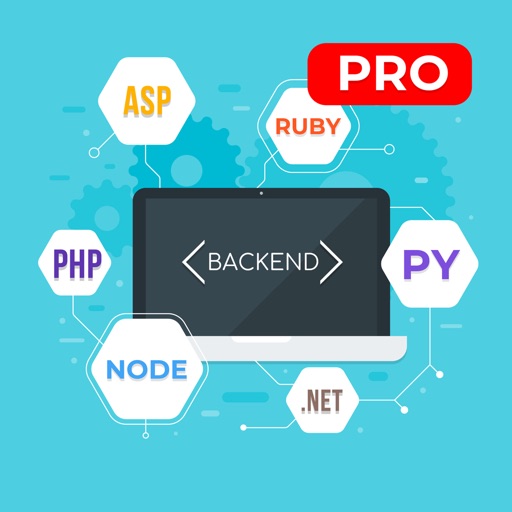 PRO
ASP
RUBY
<BACKEND>
PHP
PY
NODE
.NET